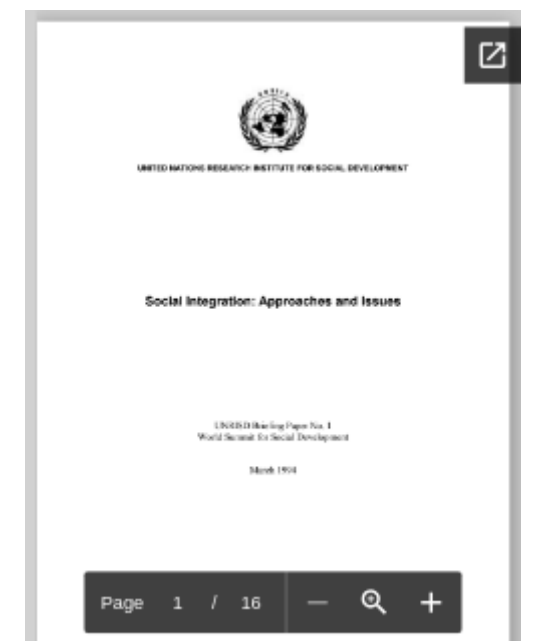 UNITED NATIONS RESEARCH INSTITUTE FOR SOCIAL DEVELOPMENT
Social Integration: Approaches and Issues
UNRISD Briefing Paper No. 1
World Summit for Social Development
March 1994
Page 1 / 16